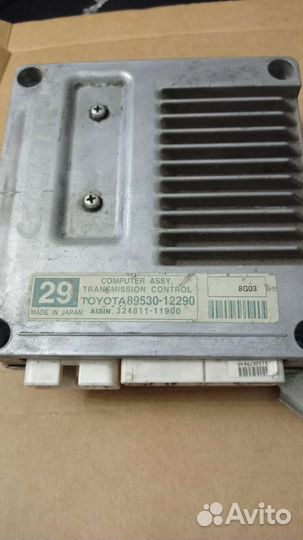 29
COMPUTER ASSY,
TRANSMISSION CONTROL
TOYOTA 89530-12290
MADE IN JAPAN
AISIN 324811-11900
8G03
Avito